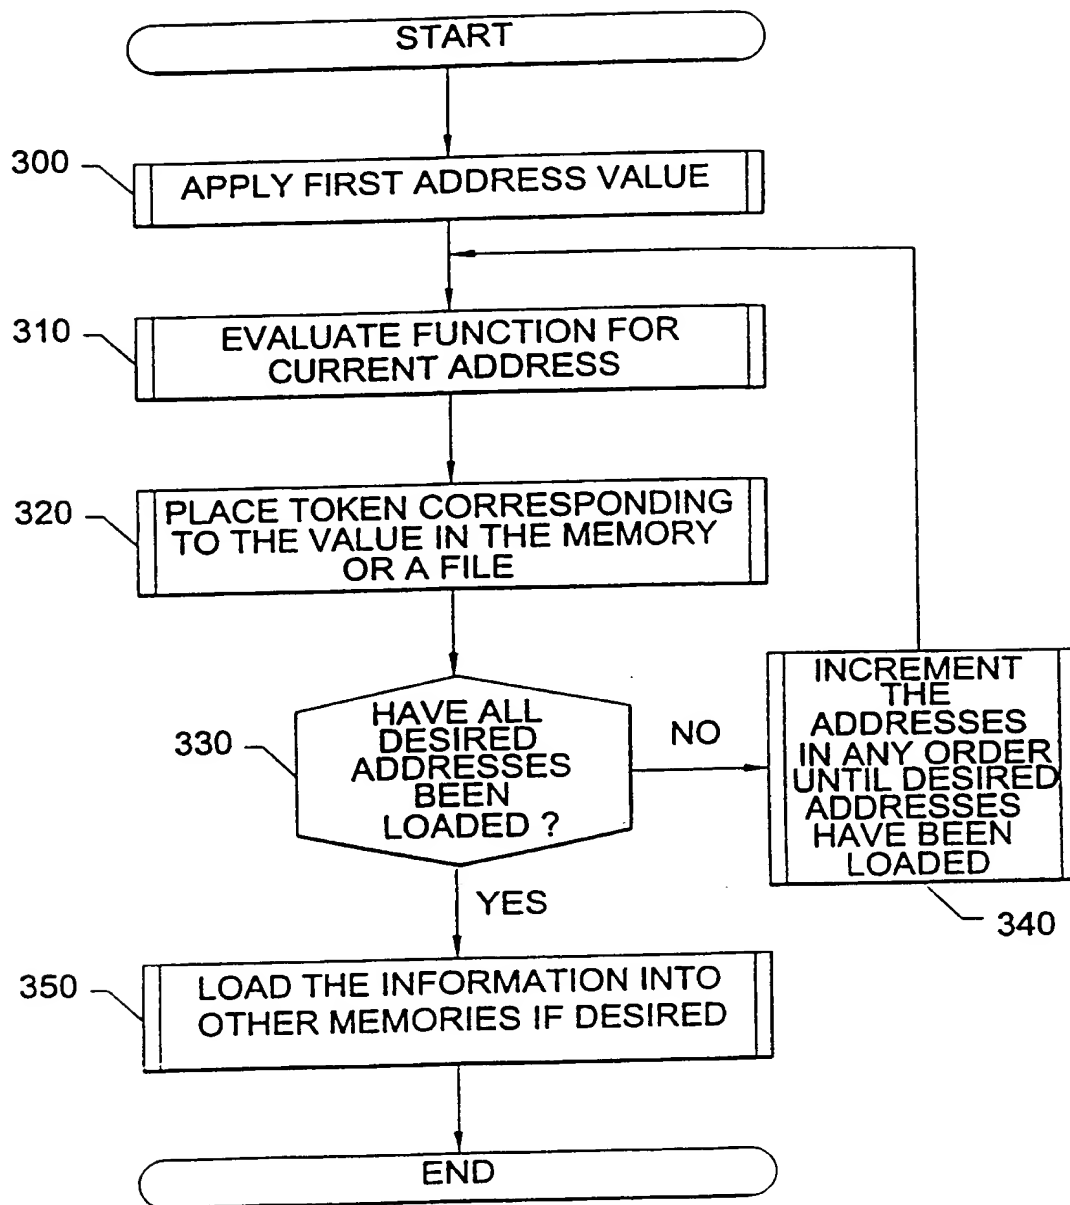 START
300
APPLY FIRST ADDRESS VALUE
310
EVALUATE FUNCTION FOR
CURRENT ADDRESS
320
PLACE TOKEN CORRESPONDING
TO THE VALUE IN THE MEMORY
OR A FILE
330
HAVE ALL
DESIRED
ADDRESSES
BEEN
LOADED ?
NO
INCREMENT
THE
ADDRESSES
IN ANY ORDER
UNTIL DESIRED
ADDRESSES
HAVE BEEN
LOADED
340
YES
350
LOAD THE INFORMATION INTO
OTHER MEMORIES IF DESIRED
END